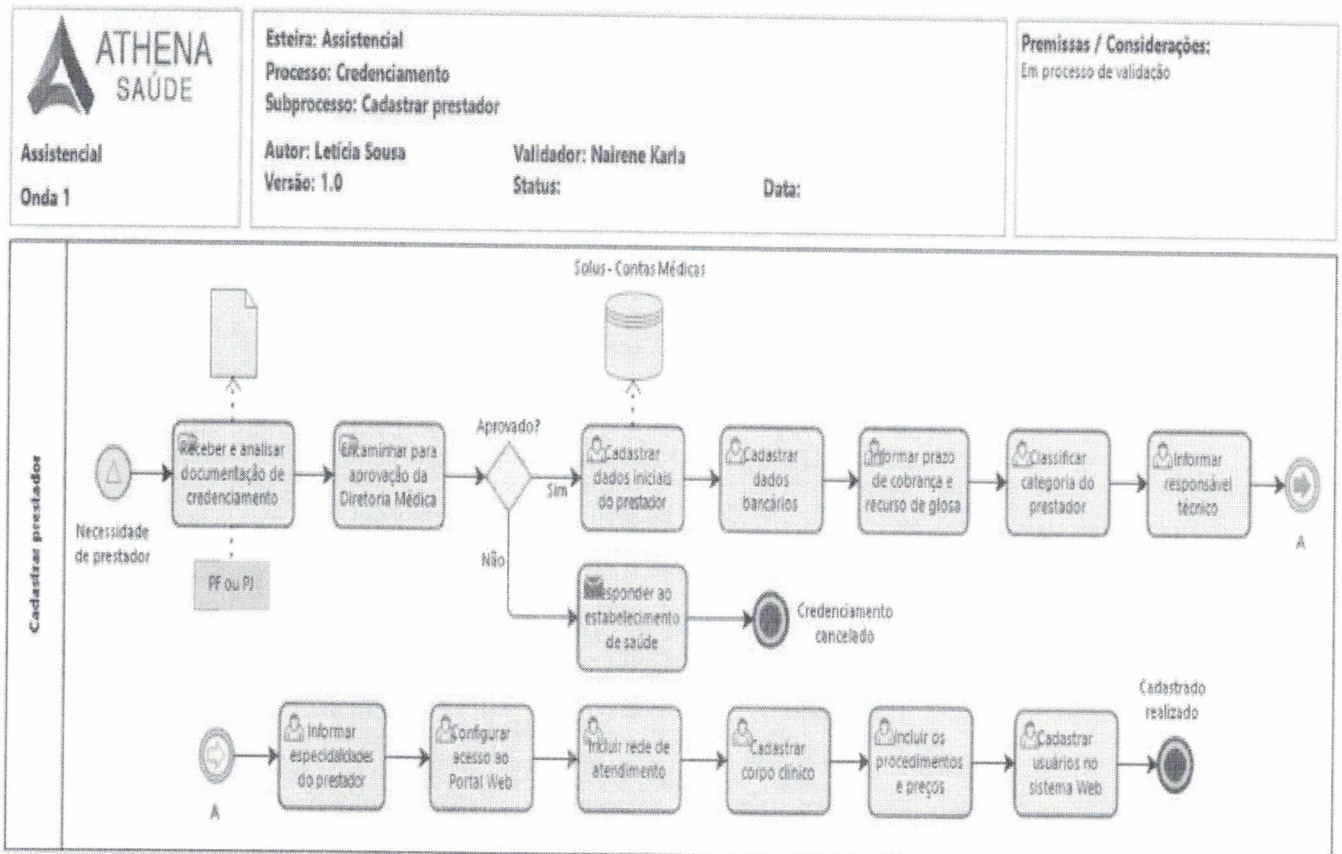 ATHENA
SAÚDE
Assistencial
Onda 1
Esteira: Assistencial
Processo: Credenciamento
Subprocesso: Cadastrar prestador
Autor: Letícia Sousa
Validador: Nairene Karla
Versão: 1.0
Status:
Data:
Premissas / Considerações:
Em processo de validação
Cadastrar prestador
Solus - Contas Médicas
Necessidade
de prestador
Receber e analisar
documentação de
credenciamento
PF ou PJ
Encaminhar para
aprovação da
Diretoria Médica
Aprovado?
Sim
Não
Cadastrar
dados iniciais
do prestador
Cadastrar
dados
bancários
Informar prazo
de cobrança e
recurso de glosa
Classificar
categoria do
prestador
Informar
responsável
técnico
A
Responder ao
estabelecimento
de saúde
Credenciamento
cancelado
A
Informar
especialidades
do prestador
Configurar
acesso ao
Portal Web
Incluir rede de
atendimento
Cadastrar
corpo clínico
Incluir os
procedimentos
e preços
Cadastrar
usuários no
sistema Web
Cadastrado
realizado